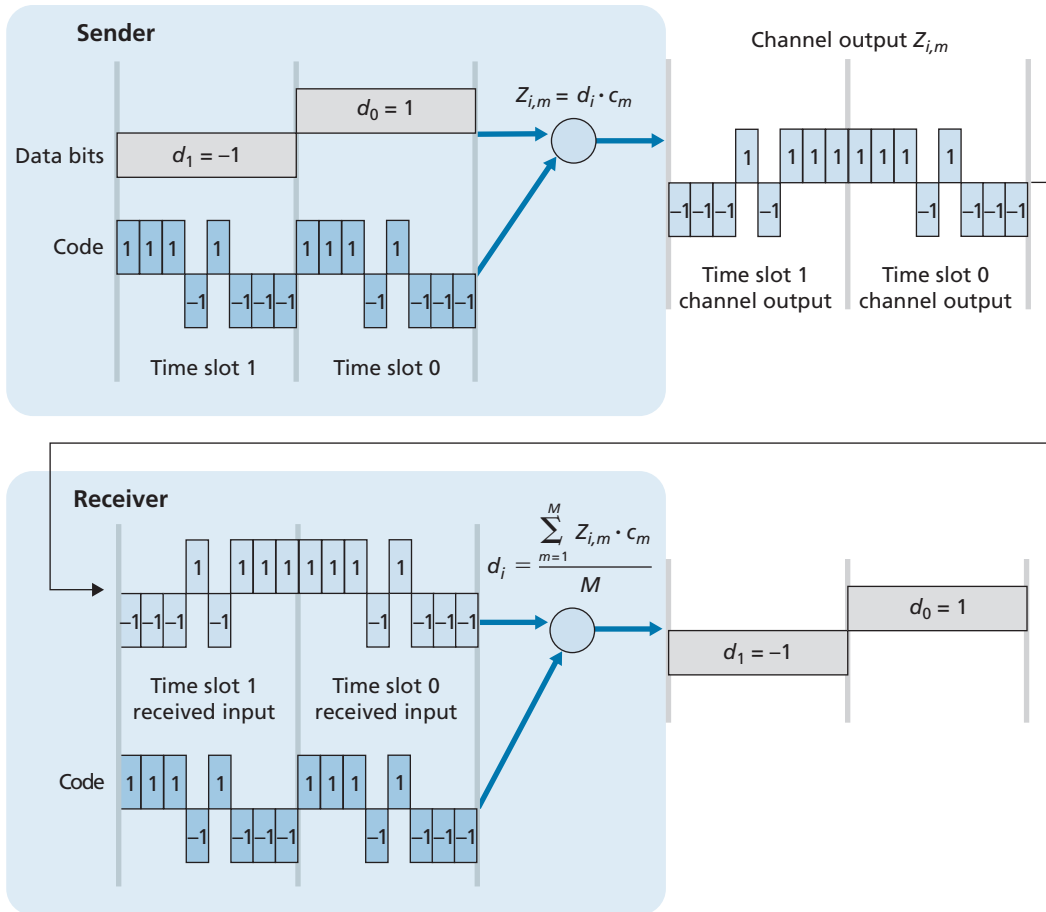 Sender
Channel output Z_{i,m}
Z_{i,m} = d_i · c_m
d_0 = 1
Data bits
d_1 = –1
1 1 1 1 1 1 1 1
–1 –1 –1 –1 –1 –1 –1 –1
Code
1 1 1 1 1 1 1 1
–1 –1 –1 –1 –1 –1 –1 –1
Time slot 1
Time slot 0
Time slot 1
channel output
Time slot 0
channel output
Receiver
d_i = \frac{\sum_{m=1}^{M} Z_{i,m} · c_m}{M}
1 1 1 1 1 1 1 1
–1 –1 –1 –1 –1 –1 –1 –1
d_0 = 1
d_1 = –1
Time slot 1
received input
Time slot 0
received input
Code
1 1 1 1 1 1 1 1
–1 –1 –1 –1 –1 –1 –1 –1